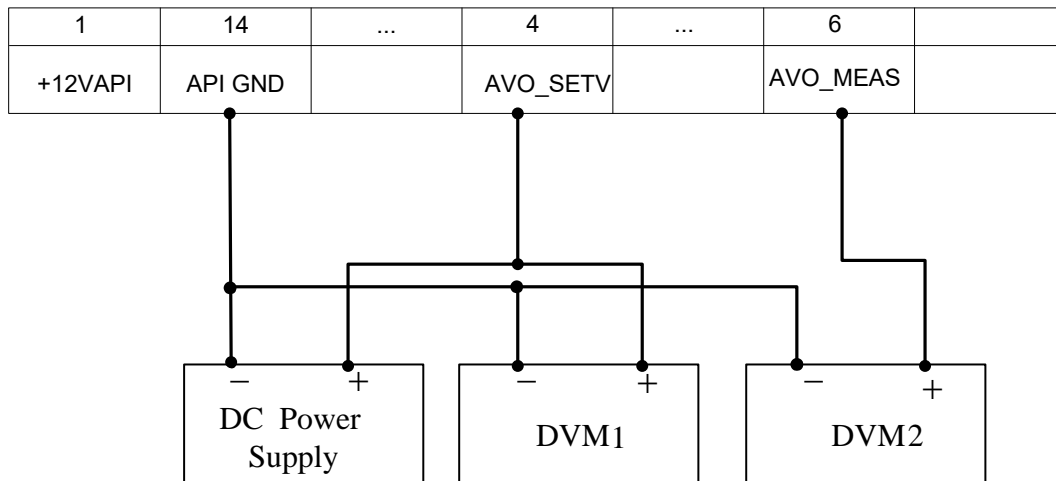 1 14 ... 4 ... 6
+12VAPI API GND AVO_SETV AVO_MEAS
− + − + − +
DC Power
Supply
DVM1
DVM2